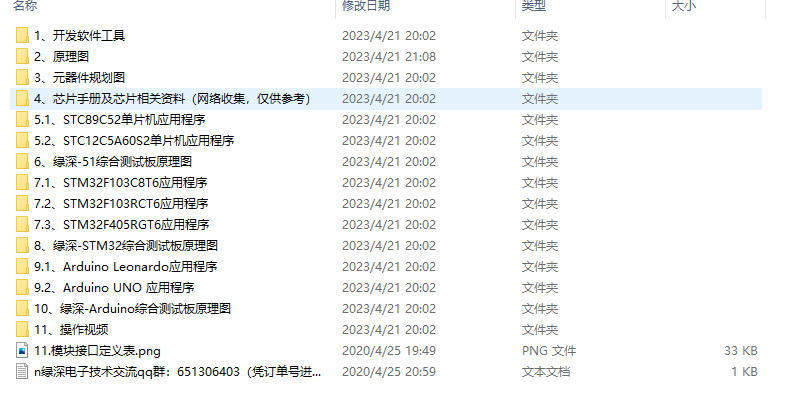 名称 修改日期 类型 大小
1、开发软件工具 2023/4/21 20:02 文件夹
2、原理图 2023/4/21 21:08 文件夹
3、元器件规划图 2023/4/21 20:02 文件夹
4、芯片手册及芯片相关资料（网络收集，仅供参考） 2023/4/21 20:02 文件夹
5.1、STC89C52单片机应用程序 2023/4/21 20:02 文件夹
5.2、STC12C5A60S2单片机应用程序 2023/4/21 20:02 文件夹
6、绿深-51综合测试板原理图 2023/4/21 20:02 文件夹
7.1、STM32F103C8T6应用程序 2023/4/21 20:02 文件夹
7.2、STM32F103RCT6应用程序 2023/4/21 20:02 文件夹
7.3、STM32F405RGT6应用程序 2023/4/21 20:02 文件夹
8、绿深-STM32综合测试板原理图 2023/4/21 20:02 文件夹
9.1、Arduino Leonardo应用程序 2023/4/21 20:02 文件夹
9.2、Arduino UNO 应用程序 2023/4/21 20:02 文件夹
10、绿深-Arduino综合测试板原理图 2023/4/21 20:02 文件夹
11、操作视频 2023/4/21 20:02 文件夹
11.模块接口定义表.png 2020/4/25 19:49 PNG 文件 33 KB
n绿深电子技术交流qq群：651306403（凭订单号进... 2020/4/25 20:59 文本文档 1 KB